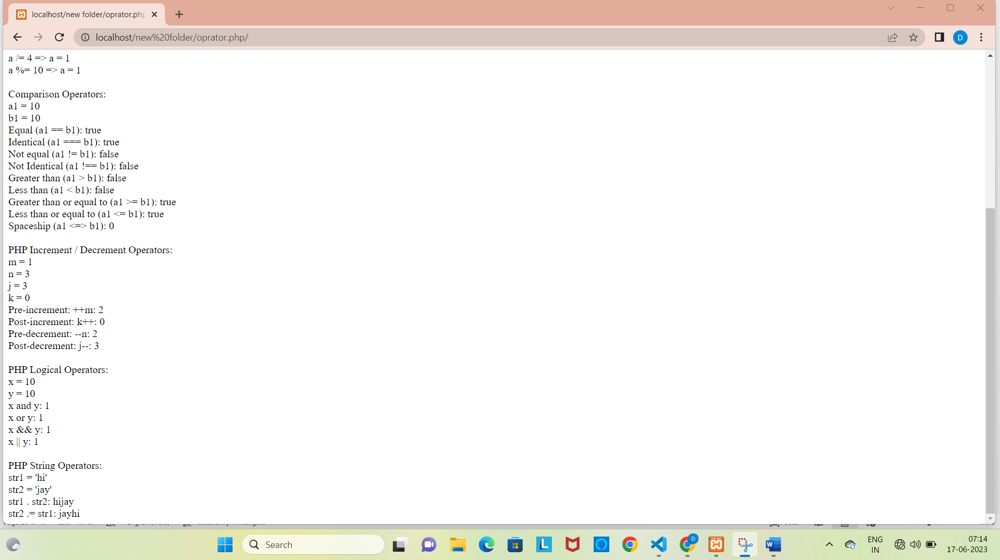 localhost/new folder/oprator.php
localhost/new%20folder/oprator.php/
D
a /= 4 => a = 1
a %= 10 => a = 1
Comparison Operators:
a1 = 10
b1 = 10
Equal (a1 == b1): true
Identical (a1 === b1): true
Not equal (a1 != b1): false
Not Identical (a1 !== b1): false
Greater than (a1 > b1): false
Less than (a1 < b1): false
Greater than or equal to (a1 >= b1): true
Less than or equal to (a1 <= b1): true
Spaceship (a1 <=> b1): 0
PHP Increment / Decrement Operators:
m = 1
n = 3
j = 3
k = 0
Pre-increment: ++m: 2
Post-increment: k++: 0
Pre-decrement: --n: 2
Post-decrement: j--: 3
PHP Logical Operators:
x = 10
y = 10
x and y: 1
x or y: 1
x && y: 1
x || y: 1
PHP String Operators:
str1 = 'hi'
str2 = 'jay'
str1 . str2: hijay
str2 .= str1: jayhi
Search
L
D
W
ENG
IN
07:14
17-06-2023